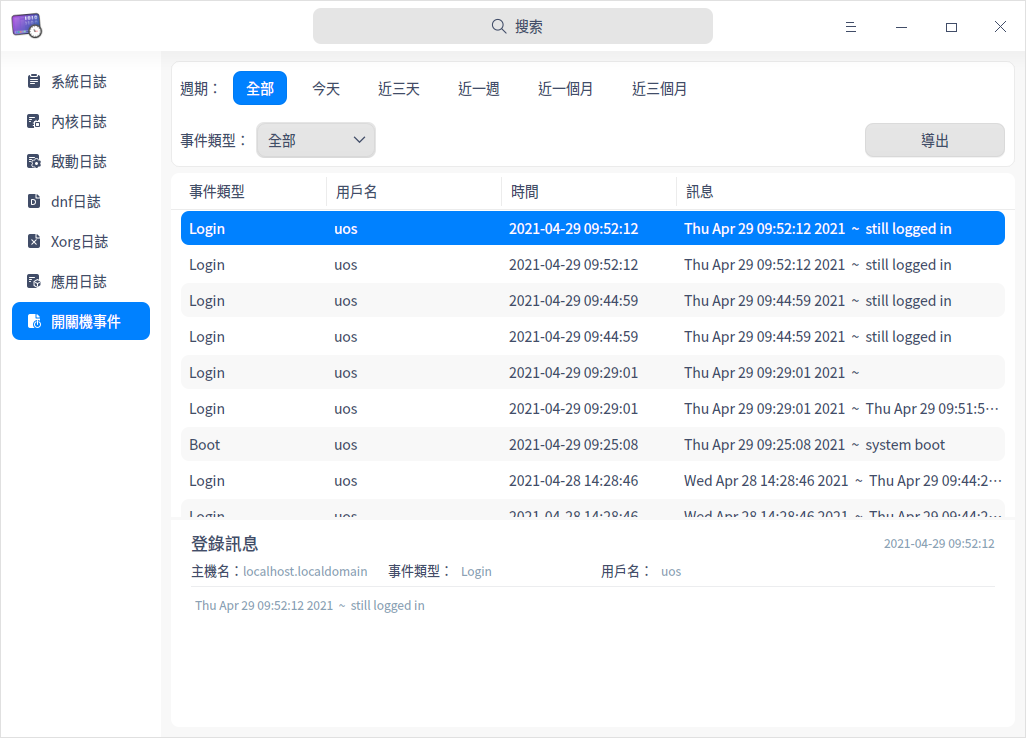 搜索
系統日誌
內核日誌
啟動日誌
dnf日誌
Xorg日誌
應用日誌
開關機事件
週期： 全部 今天 近三天 近一週 近一個月 近三個月
事件類型： 全部 導出
事件類型 用戶名 時間 訊息
Login uos 2021-04-29 09:52:12 Thu Apr 29 09:52:12 2021 ~ still logged in
Login uos 2021-04-29 09:52:12 Thu Apr 29 09:52:12 2021 ~ still logged in
Login uos 2021-04-29 09:44:59 Thu Apr 29 09:44:59 2021 ~ still logged in
Login uos 2021-04-29 09:44:59 Thu Apr 29 09:44:59 2021 ~ still logged in
Login uos 2021-04-29 09:29:01 Thu Apr 29 09:29:01 2021 ~
Login uos 2021-04-29 09:29:01 Thu Apr 29 09:29:01 2021 ~ Thu Apr 29 09:51:5…
Boot uos 2021-04-29 09:25:08 Thu Apr 29 09:25:08 2021 ~ system boot
Login uos 2021-04-28 14:28:46 Wed Apr 28 14:28:46 2021 ~ Thu Apr 29 09:44:2…
Login uos 2021-04-28 14:28:46 Wed Apr 28 14:28:46 2021 ~ Thu Apr 29 09:44:2…
登錄訊息 2021-04-29 09:52:12
主機名：localhost.localdomain 事件類型： Login 用戶名： uos
Thu Apr 29 09:52:12 2021 ~ still logged in